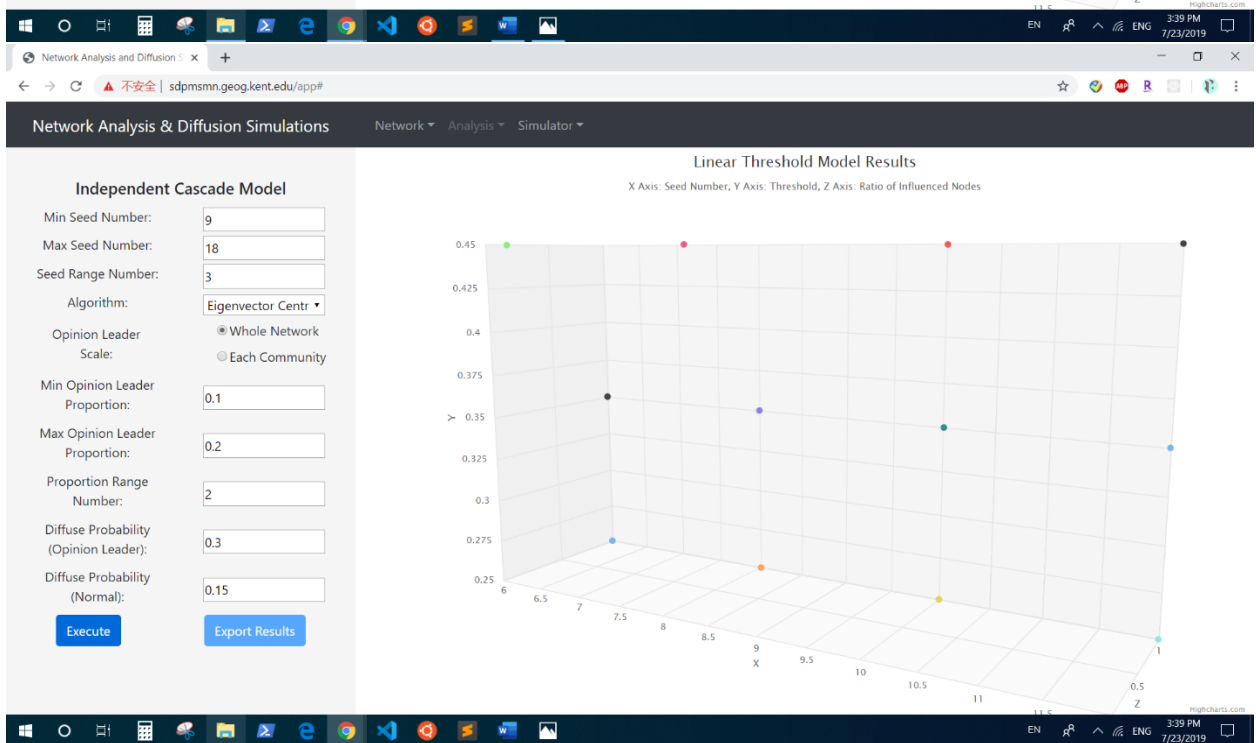 11.5 Z Highcharts.com
EN ENG 3:39 PM
7/23/2019
Network Analysis and Diffusion S
不安全 | sdpmsmn.geog.kent.edu/app#
Network Analysis & Diffusion Simulations Network Analysis Simulator
Independent Cascade Model
Min Seed Number: 9
Max Seed Number: 18
Seed Range Number: 3
Algorithm: Eigenvector Centr
Opinion Leader
Scale:
Whole Network
Each Community
Min Opinion Leader
Proportion:
0.1
Max Opinion Leader
Proportion:
0.2
Proportion Range
Number:
2
Diffuse Probability
(Opinion Leader):
0.3
Diffuse Probability
(Normal):
0.15
Execute Export Results
Linear Threshold Model Results
X Axis: Seed Number, Y Axis: Threshold, Z Axis: Ratio of Influenced Nodes
0.45
0.425
0.4
0.375
Y 0.35
0.325
0.3
0.275
0.25
6
6.5
7
7.5
8
8.5
9
X
9.5
10
10.5
11
11.5
1
0.5
Z
Highcharts.com
EN ENG 3:39 PM
7/23/2019